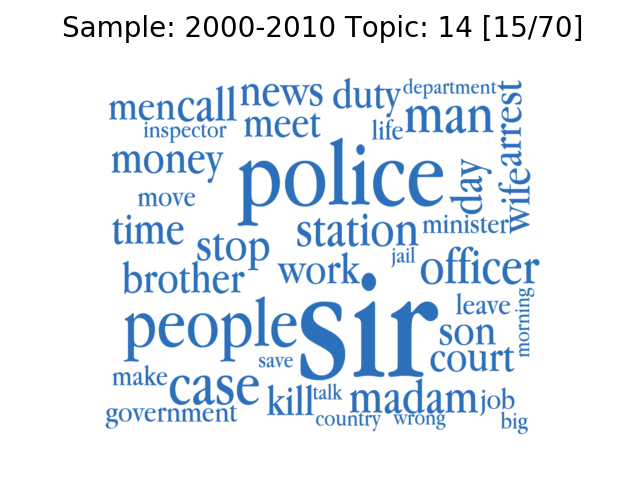 Sample: 2000-2010 Topic: 14 [15/70]
men call news duty department arrest
inspector meet life man
money police day wife
move
time stop station minister
brother work jail officer
people sir leave morning
son
save court
make case kill talk madam job
government country wrong big